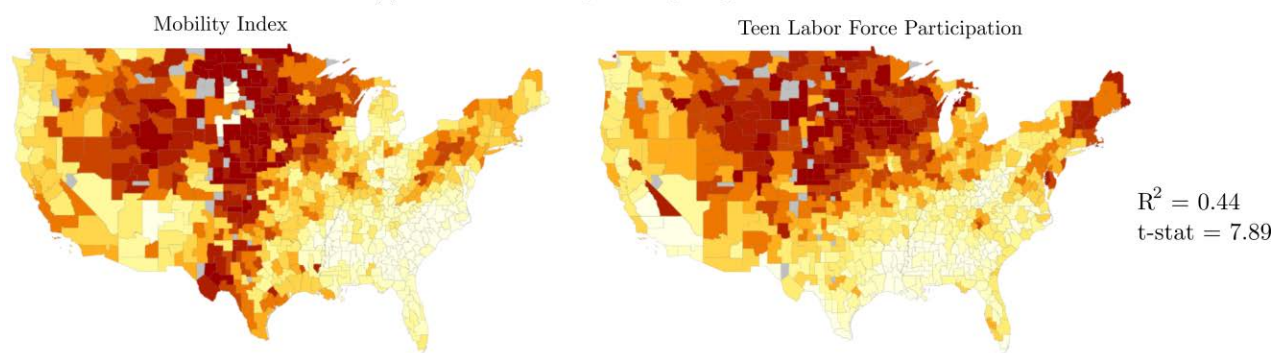 Mobility Index
Teen Labor Force Participation
R² = 0.44
t-stat = 7.89